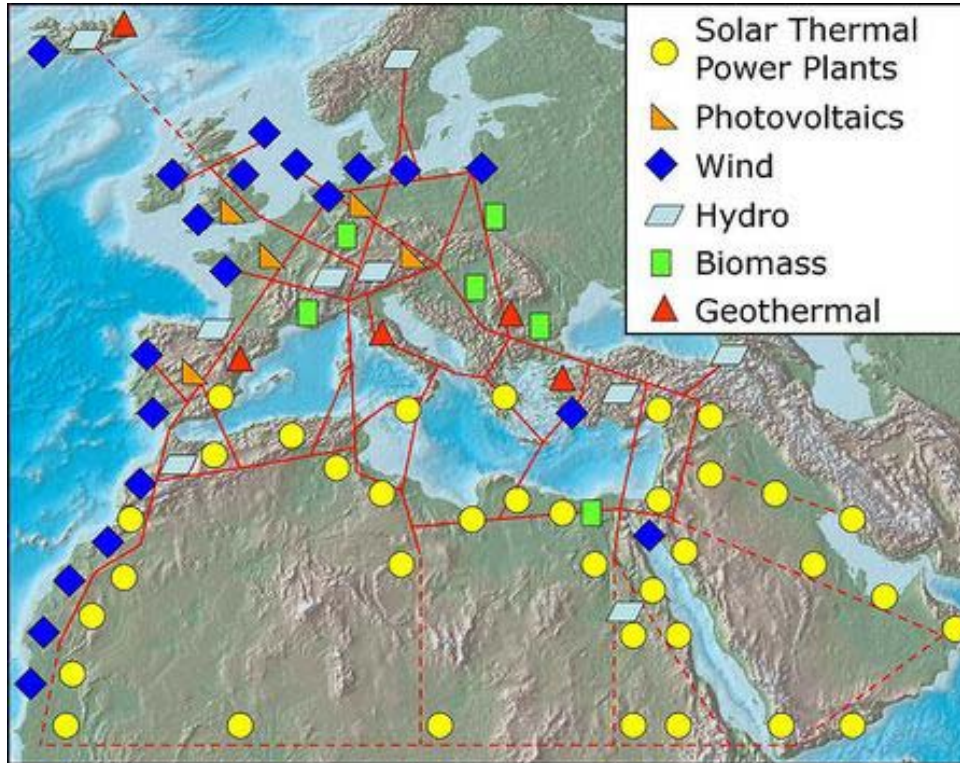 Solar Thermal
Power Plants
Photovoltaics
Wind
Hydro
Biomass
Geothermal